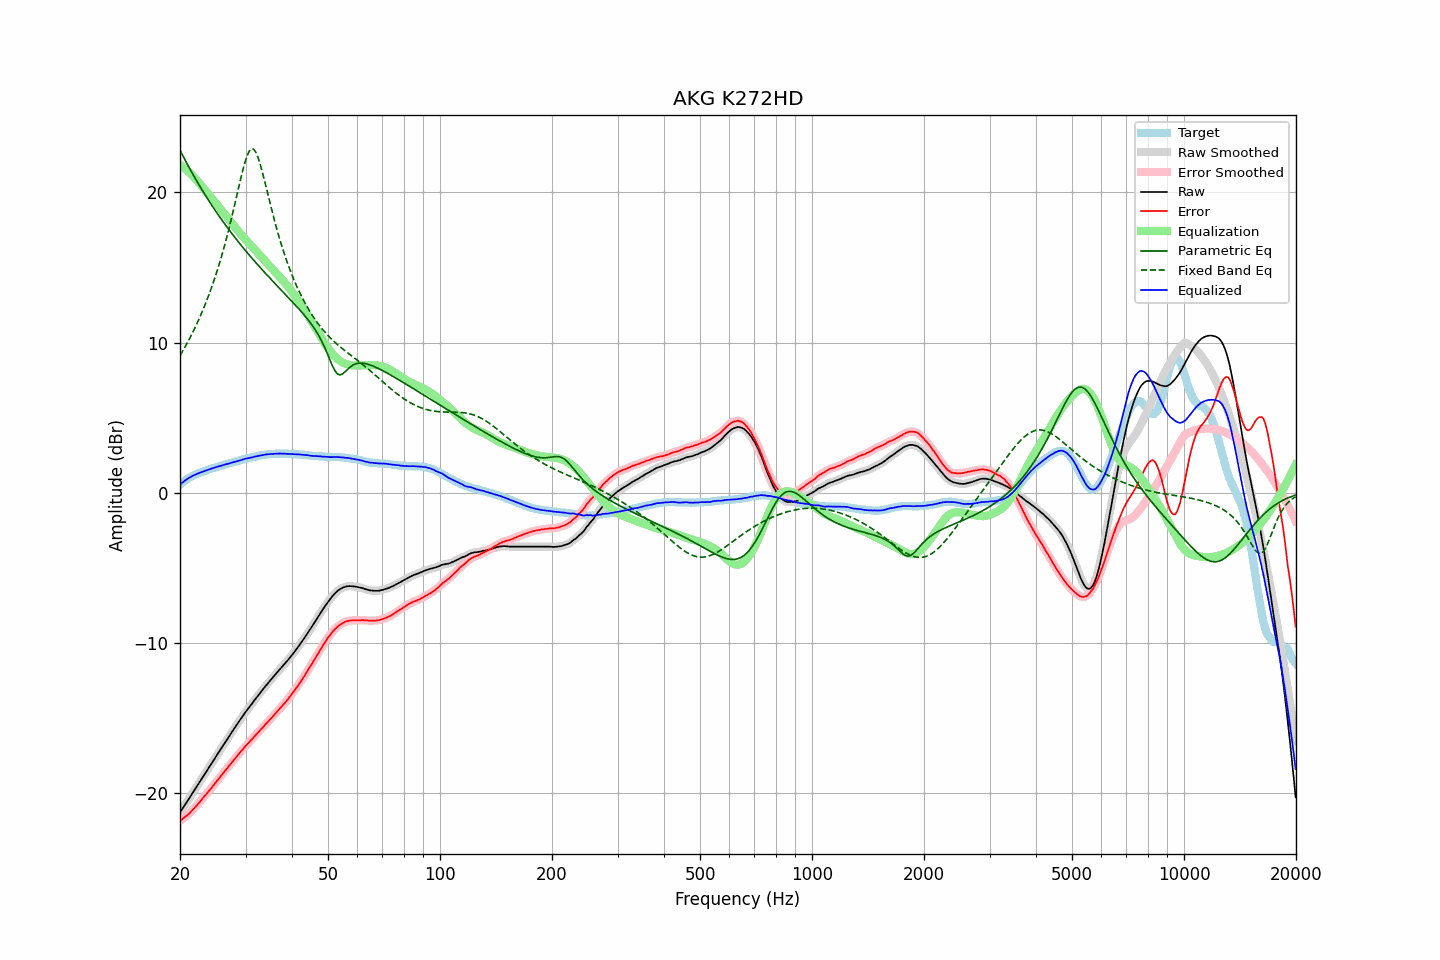 AKG K272HD
Target
Raw Smoothed
Error Smoothed
Raw
Error
Equalization
Parametric Eq
Fixed Band Eq
Equalized
20
10
0
−10
−20
Amplitude (dBr)
20 50 100 200 500 1000 2000 5000 10000 20000
Frequency (Hz)